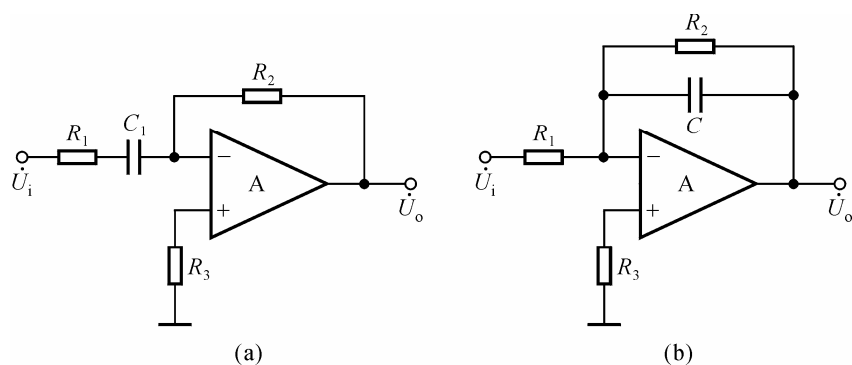 R₂
R₁
C₁
−
A
+
U̇ᵢ
U̇ₒ
R₃
(a)
R₂
C
R₁
−
A
+
U̇ᵢ
U̇ₒ
R₃
(b)